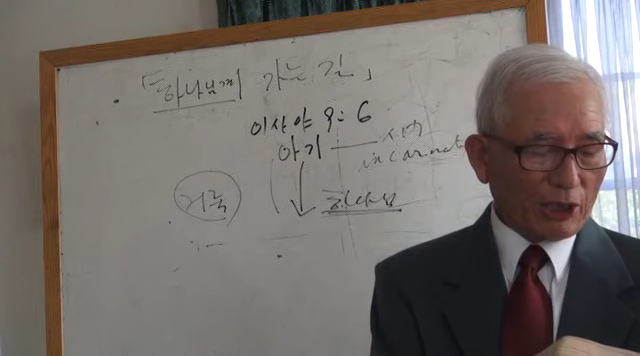 「하나님께 가는 길」
이사야 9:6
아기 — incarnat
거룩
하나님